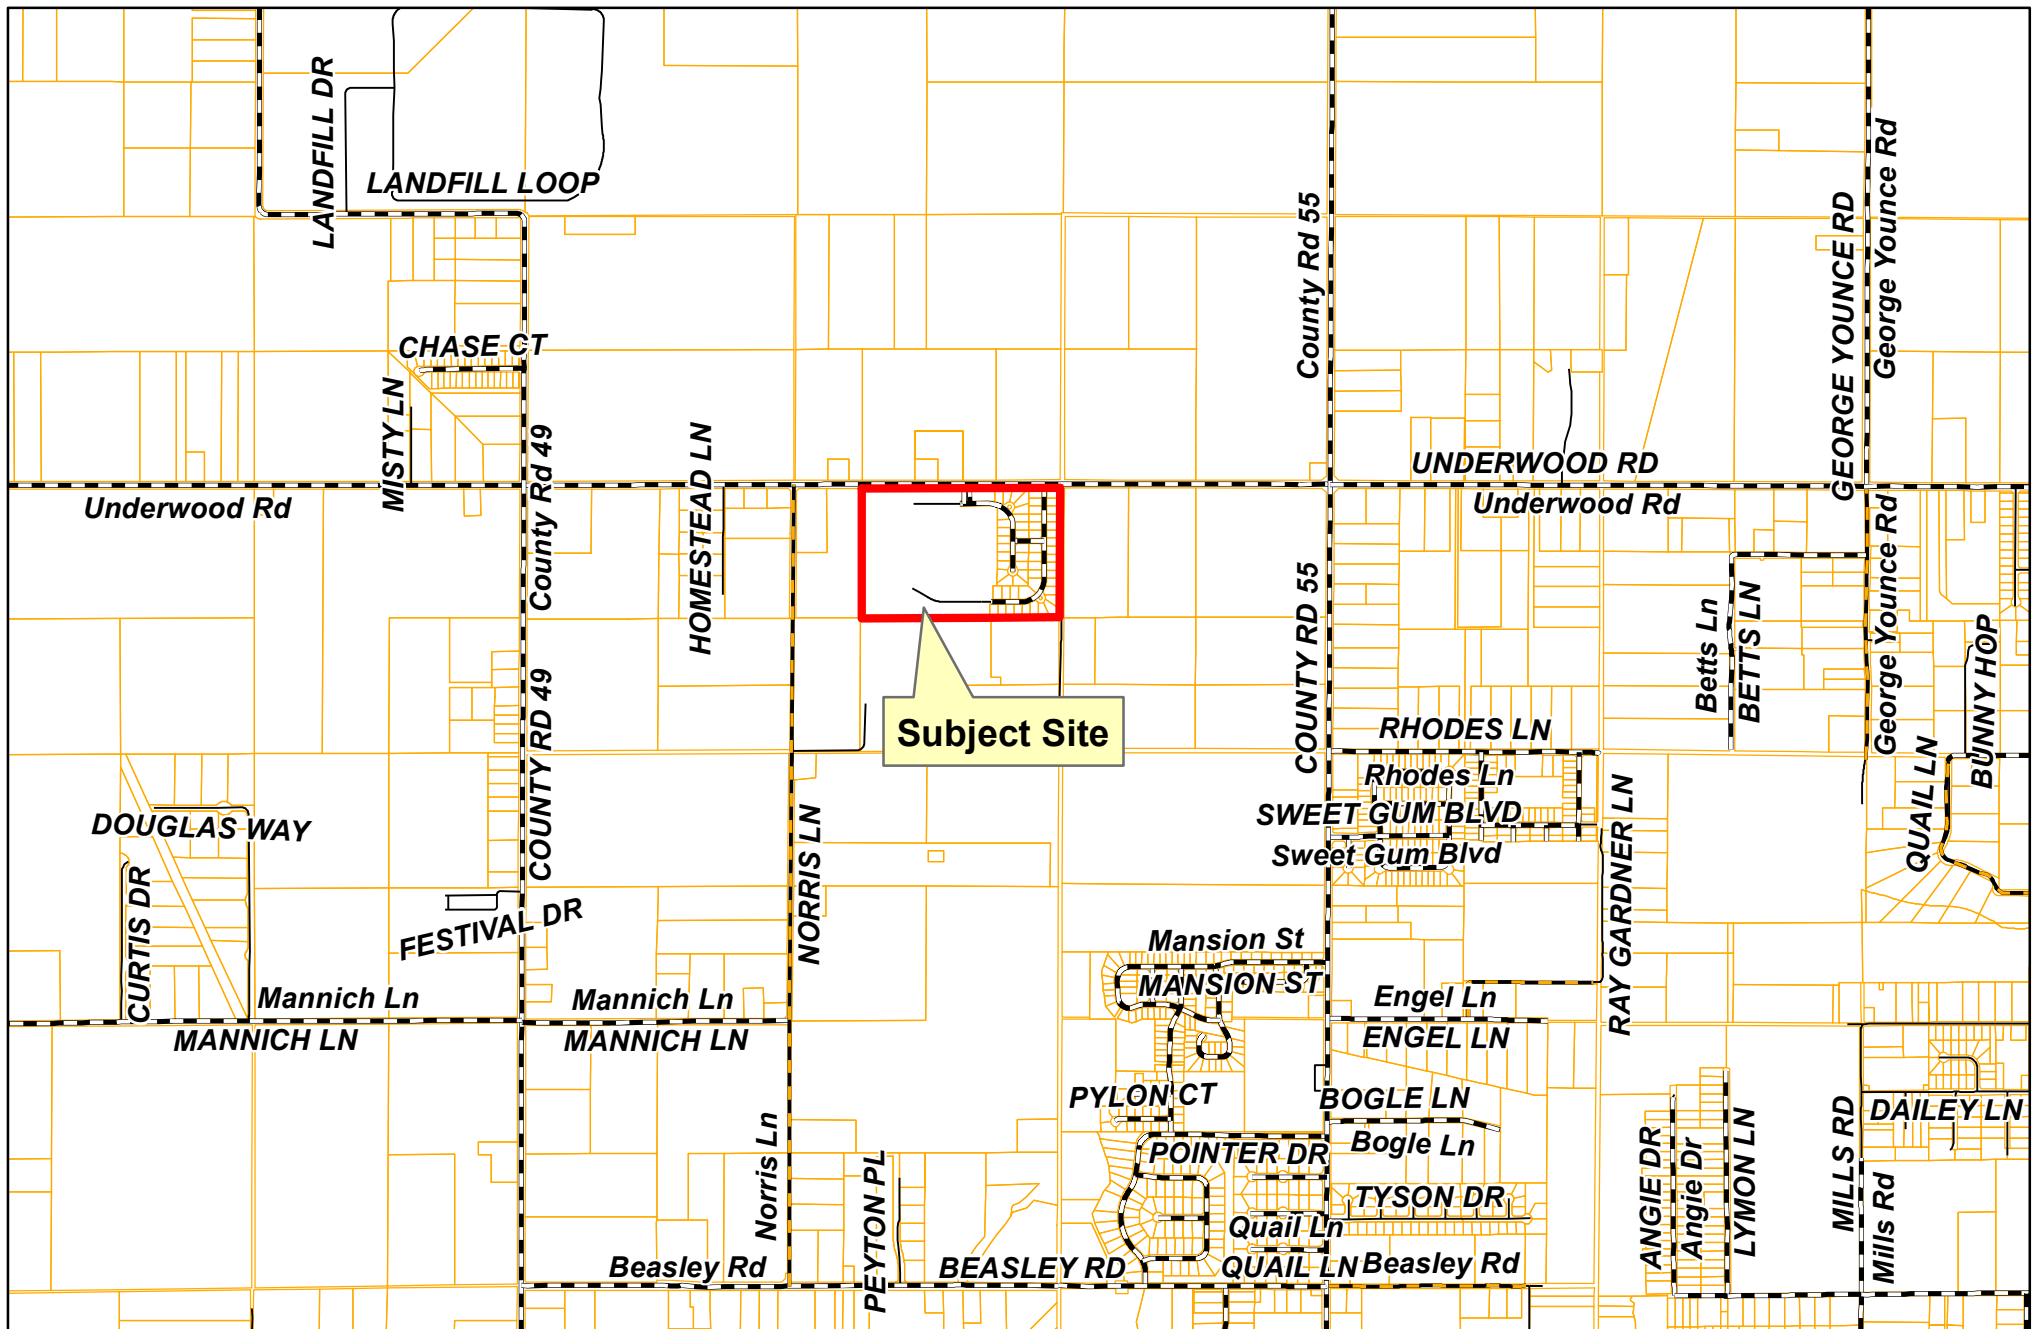 LANDFILL DR
LANDFILL LOOP
County Rd 55
GEORGE YOUNCE RD
George Younce Rd
CHASE CT
MISTY LN
County Rd 49
HOMESTEAD LN
UNDERWOOD RD
Underwood Rd
Underwood Rd
COUNTY RD 55
Betts Ln
BETTS LN
George Younce Rd
BUNNY HOP
QUAIL LN
COUNTY RD 49
Subject Site
RHODES LN
Rhodes Ln
SWEET GUM BLVD
Sweet Gum Blvd
RAY GARDNER LN
DOUGLAS WAY
CURTIS DR
FESTIVAL DR
NORRIS LN
Mansion St
MANSION ST
Mannich Ln
MANNICH LN
Mannich Ln
MANNICH LN
Engel Ln
ENGEL LN
PYLON CT
BOGLE LN
Bogle Ln
POINTER DR
TYSON DR
Quail Ln
QUAIL LN
Norris Ln
PEYTON PL
Beasley Rd
BEASLEY RD
Beasley Rd
ANGIE DR
Angie Dr
LYMON LN
MILLS RD
Mills Rd
DAILEY LN